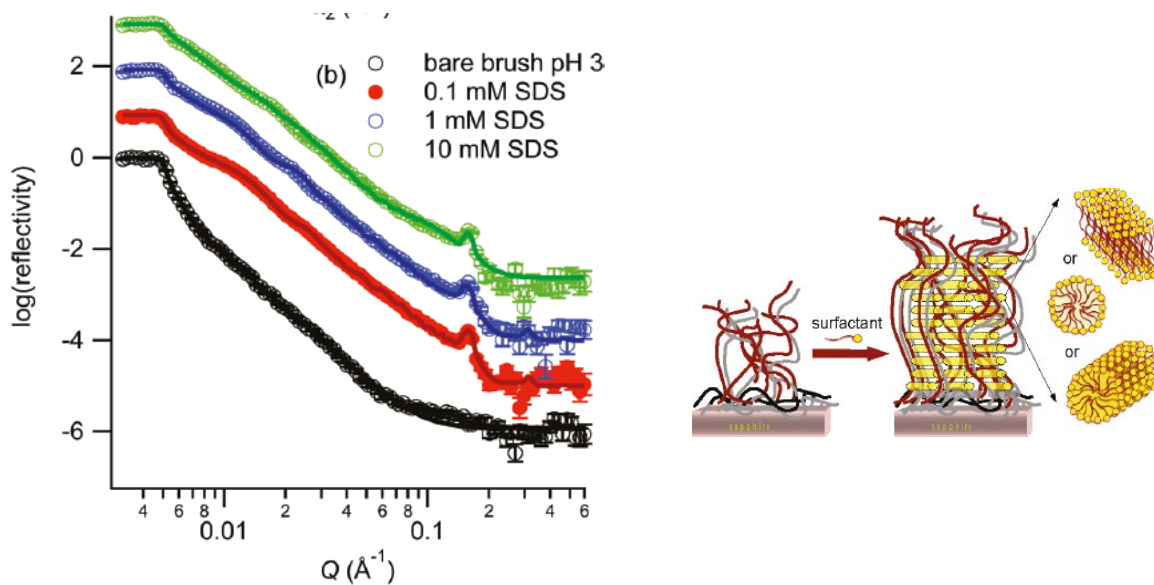 (b)
bare brush pH 3
0.1 mM SDS
1 mM SDS
10 mM SDS
log(reflectivity)
2
0
-2
-4
-6
4 6 8 0.01 2 4 6 8 0.1 2 4 6
Q (Å⁻¹)
surfactant
or
or
sapphire
sapphire